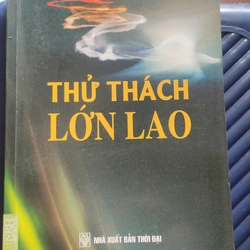 THỬ THÁCH
LỚN LAO
NHÀ XUẤT BẢN THỜI ĐẠI